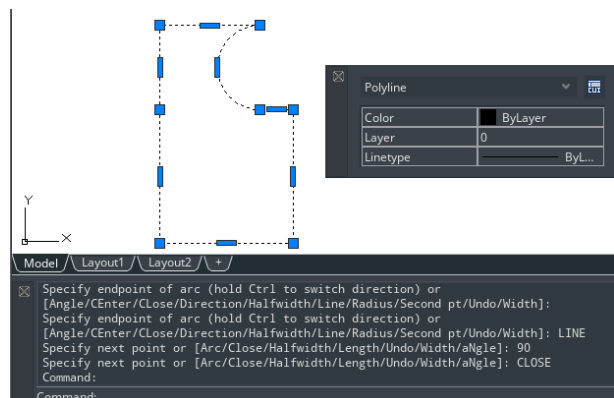 Polyline
CUI
Color ByLayer
Layer 0
Linetype ByL...
Y
X
Model Layout1 Layout2 +
Specify endpoint of arc (hold Ctrl to switch direction) or
[Angle/CEnter/CLose/Direction/Halfwidth/Line/Radius/Second pt/Undo/Width]:
Specify endpoint of arc (hold Ctrl to switch direction) or
[Angle/CEnter/CLose/Direction/Halfwidth/Line/Radius/Second pt/Undo/Width]: LINE
Specify next point or [Arc/Close/Halfwidth/Length/Undo/Width/aNgle]: 90
Specify next point or [Arc/Close/Halfwidth/Length/Undo/Width/aNgle]: CLOSE
Command:
Command: